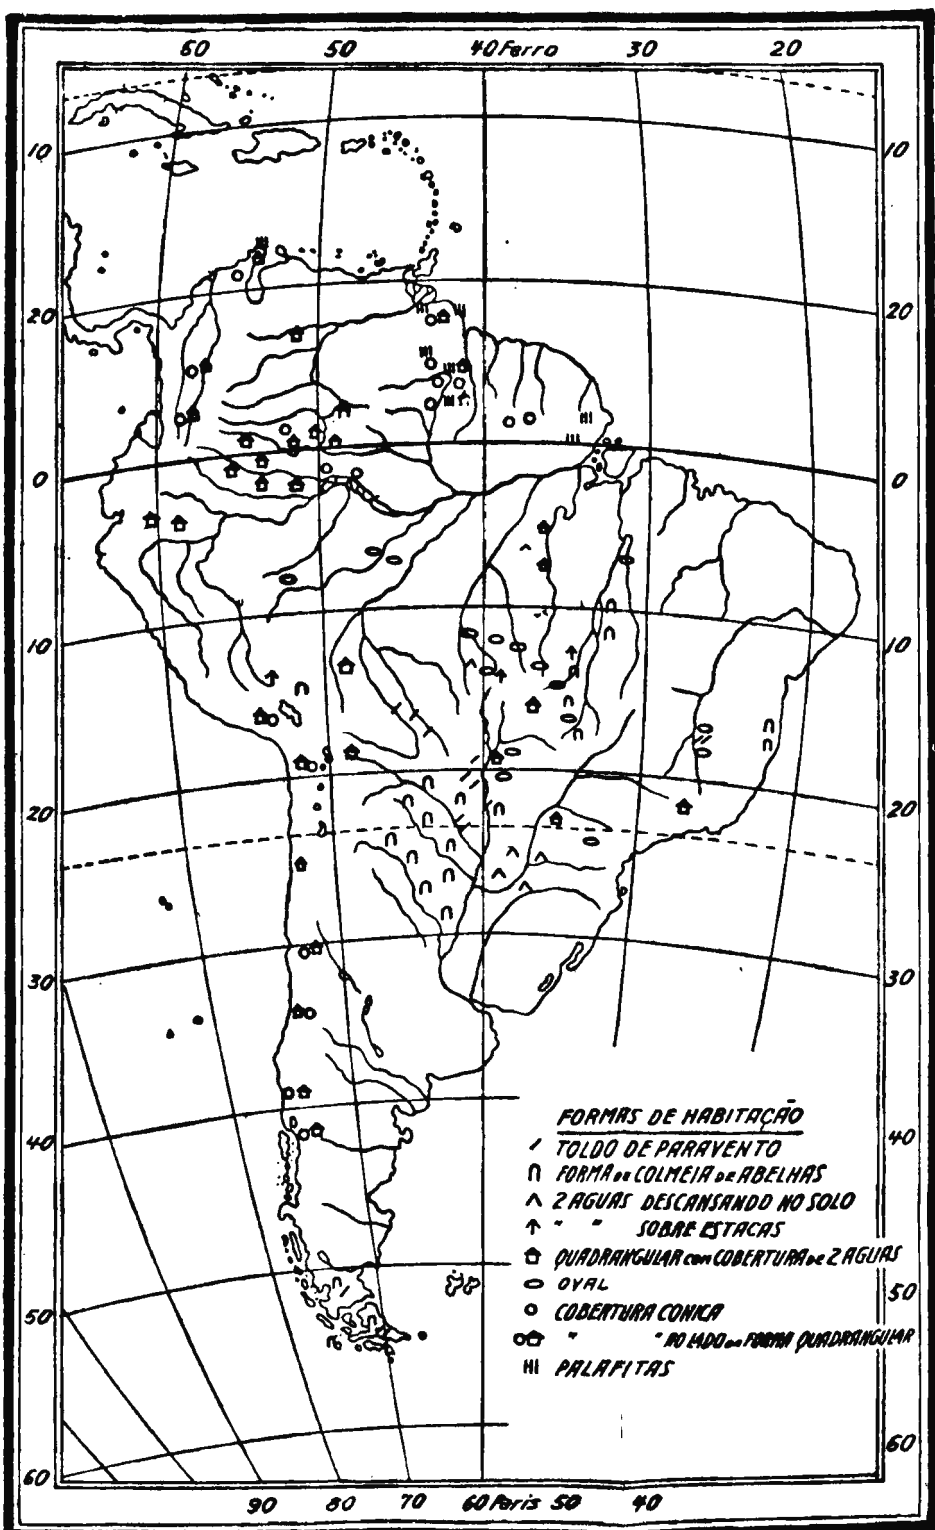 60 50 40 Ferro 30 20
10 10
20 20
0 0
10 10
20 20
30 30
FORMAS DE HABITAÇÃO
40 40
TOLDO DE PARAVENTO
FORMA DE COLMEIA DE ABELHAS
2 AGUAS DESCANSANDO NO SOLO
" " SOBRE ESTACAS
QUADRANGULAR com COBERTURA de 2 AGUAS
OVAL
50 50
COBERTURA CONICA
" " AO LADO da FORMA QUADRANGULAR
PALAFITAS
60 60
90 80 70 60 Paris 50 40